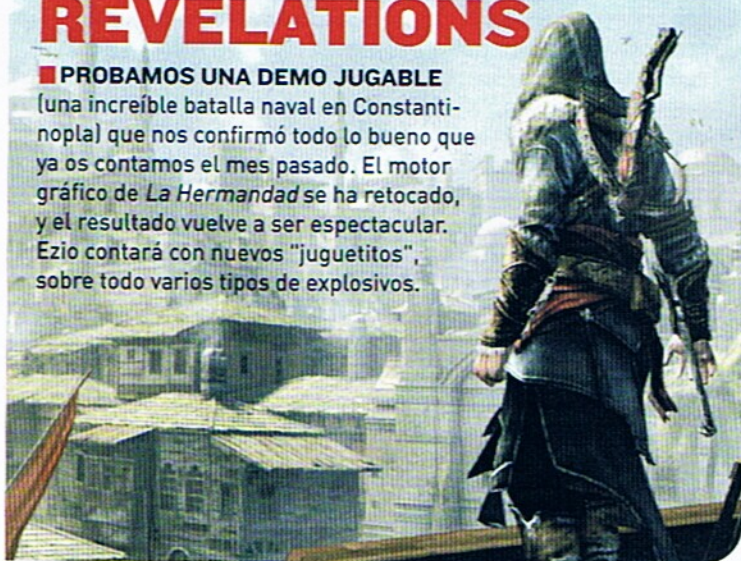 REVELATIONS
PROBAMOS UNA DEMO JUGABLE
(una increíble batalla naval en Constanti-
nopla) que nos confirmó todo lo bueno que
ya os contamos el mes pasado. El motor
gráfico de La Hermandad se ha retocado,
y el resultado vuelve a ser espectacular.
Ezio contará con nuevos "juguetitos",
sobre todo varios tipos de explosivos.